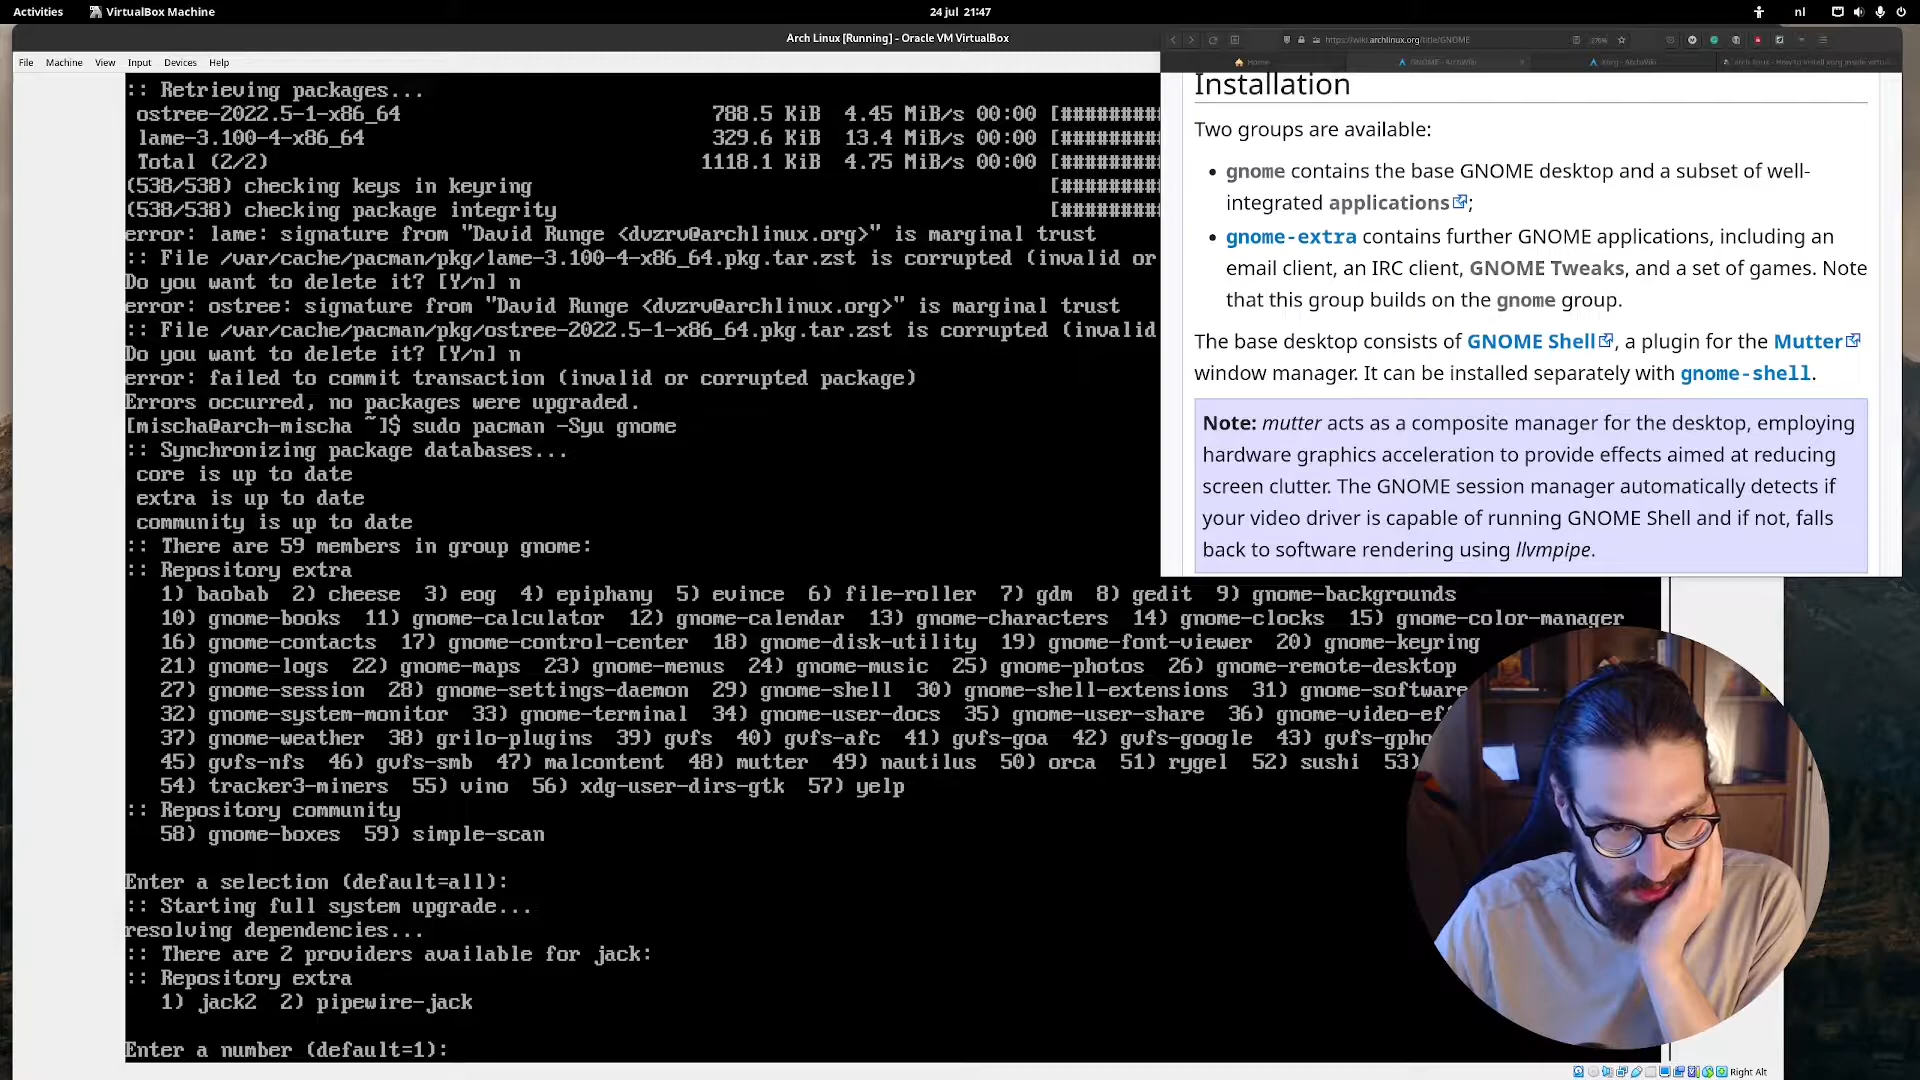 Activities
VirtualBox Machine
24 jul 21:47
nl
Arch Linux [Running] - Oracle VM VirtualBox
File Machine View Input Devices Help
:: Retrieving packages...
ostree-2022.5-1-x86_64 788.5 KiB 4.45 MiB/s 00:00 [#########
lame-3.100-4-x86_64 329.6 KiB 13.4 MiB/s 00:00 [#########
Total (2/2) 1118.1 KiB 4.75 MiB/s 00:00 [#########
(538/538) checking keys in keyring [#########
(538/538) checking package integrity [#########
error: lame: signature from "David Runge <dvzrv@archlinux.org>" is marginal trust
:: File /var/cache/pacman/pkg/lame-3.100-4-x86_64.pkg.tar.zst is corrupted (invalid or
Do you want to delete it? [Y/n] n
error: ostree: signature from "David Runge <dvzrv@archlinux.org>" is marginal trust
:: File /var/cache/pacman/pkg/ostree-2022.5-1-x86_64.pkg.tar.zst is corrupted (invalid
Do you want to delete it? [Y/n] n
error: failed to commit transaction (invalid or corrupted package)
Errors occurred, no packages were upgraded.
[mischa@arch-mischa ~]$ sudo pacman -Syu gnome
:: Synchronizing package databases...
core is up to date
extra is up to date
community is up to date
:: There are 59 members in group gnome:
:: Repository extra
1) baobab 2) cheese 3) eog 4) epiphany 5) evince 6) file-roller 7) gdm 8) gedit 9) gnome-backgrounds
10) gnome-books 11) gnome-calculator 12) gnome-calendar 13) gnome-characters 14) gnome-clocks 15) gnome-color-manager
16) gnome-contacts 17) gnome-control-center 18) gnome-disk-utility 19) gnome-font-viewer 20) gnome-keyring
21) gnome-logs 22) gnome-maps 23) gnome-menus 24) gnome-music 25) gnome-photos 26) gnome-remote-desktop
27) gnome-session 28) gnome-settings-daemon 29) gnome-shell 30) gnome-shell-extensions 31) gnome-software
32) gnome-system-monitor 33) gnome-terminal 34) gnome-user-docs 35) gnome-user-share 36) gnome-video-ef
37) gnome-weather 38) grilo-plugins 39) gvfs 40) gvfs-afc 41) gvfs-goa 42) gvfs-google 43) gvfs-gpho
45) gvfs-nfs 46) gvfs-smb 47) malcontent 48) mutter 49) nautilus 50) orca 51) rygel 52) sushi 53)
54) tracker3-miners 55) vino 56) xdg-user-dirs-gtk 57) yelp
:: Repository community
58) gnome-boxes 59) simple-scan
Enter a selection (default=all):
:: Starting full system upgrade...
resolving dependencies...
:: There are 2 providers available for jack:
:: Repository extra
1) jack2 2) pipewire-jack
Enter a number (default=1):
https://wiki.archlinux.org/title/GNOME
Home
GNOME - ArchWiki
Xorg - ArchWiki
Installation
Two groups are available:
• gnome contains the base GNOME desktop and a subset of well-
integrated applications;
• gnome-extra contains further GNOME applications, including an
email client, an IRC client, GNOME Tweaks, and a set of games. Note
that this group builds on the gnome group.
The base desktop consists of GNOME Shell, a plugin for the Mutter
window manager. It can be installed separately with gnome-shell.
Note: mutter acts as a composite manager for the desktop, employing
hardware graphics acceleration to provide effects aimed at reducing
screen clutter. The GNOME session manager automatically detects if
your video driver is capable of running GNOME Shell and if not, falls
back to software rendering using llvmpipe.
Right Alt